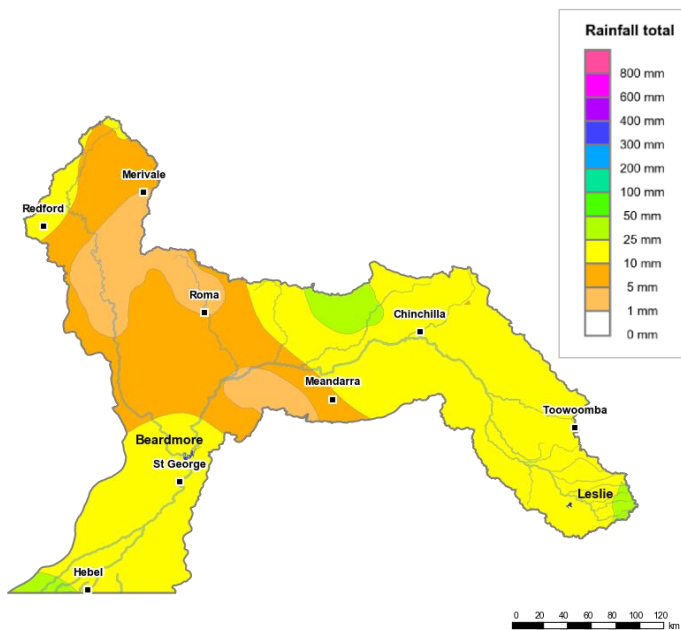 Rainfall total
800 mm
600 mm
400 mm
300 mm
200 mm
100 mm
50 mm
25 mm
10 mm
5 mm
1 mm
0 mm
Merivale
Redford
Roma
Chinchilla
Meandarra
Toowoomba
Beardmore
St George
Leslie
Hebel
0 20 40 60 80 100 120
km